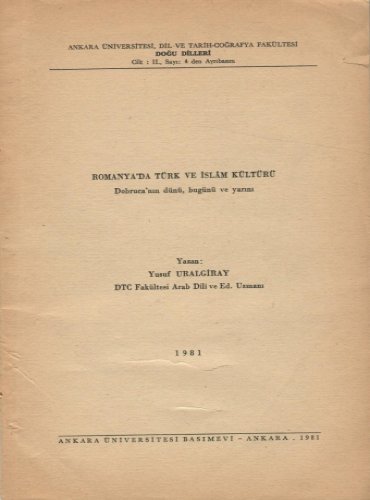 ANKARA ÜNİVERSİTESİ, DİL VE TARİH-COĞRAFYA FAKÜLTESİ
DOĞU DİLLERİ
Cilt : II., Sayı: 4 den Ayrıbasım
ROMANYA'DA TÜRK VE İSLÂM KÜLTÜRÜ
Dobruca'nın dünü, bugünü ve yarını
Yazan:
Yusuf URALGİRAY
DTC Fakültesi Arab Dili ve Ed. Uzmanı
1981
ANKARA ÜNİVERSİTESİ BASIMEVİ – ANKARA . 1981